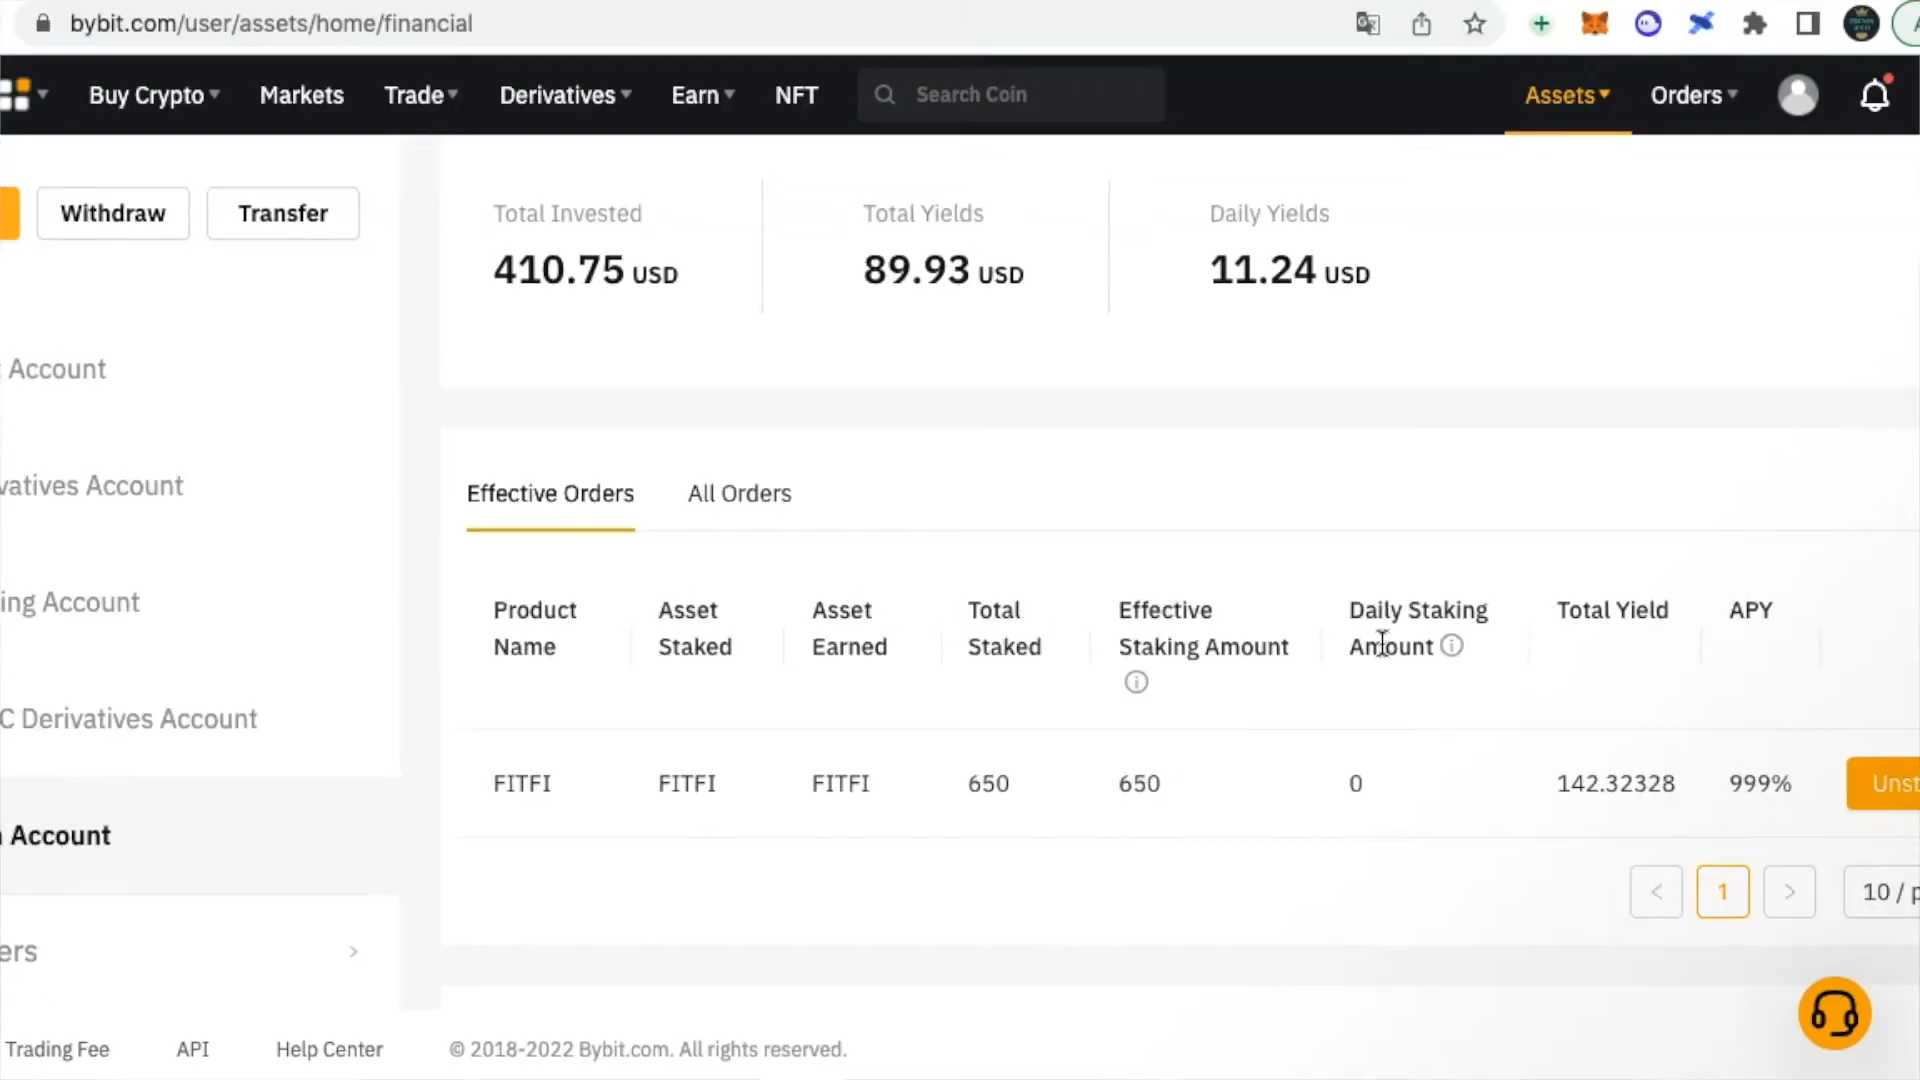 bybit.com/user/assets/home/financial
Buy Crypto Markets Trade Derivatives Earn NFT Search Coin Assets Orders
Withdraw Transfer
Total Invested Total Yields Daily Yields
410.75 USD 89.93 USD 11.24 USD
Account
vatives Account
Effective Orders All Orders
ing Account
Product Name Asset Staked Asset Earned Total Staked Effective Staking Amount Daily Staking Amount Total Yield APY
C Derivatives Account
FITFI FITFI FITFI 650 650 0 142.32328 999% Unst
Account
1 10 / p
ers
Trading Fee API Help Center © 2018-2022 Bybit.com. All rights reserved.